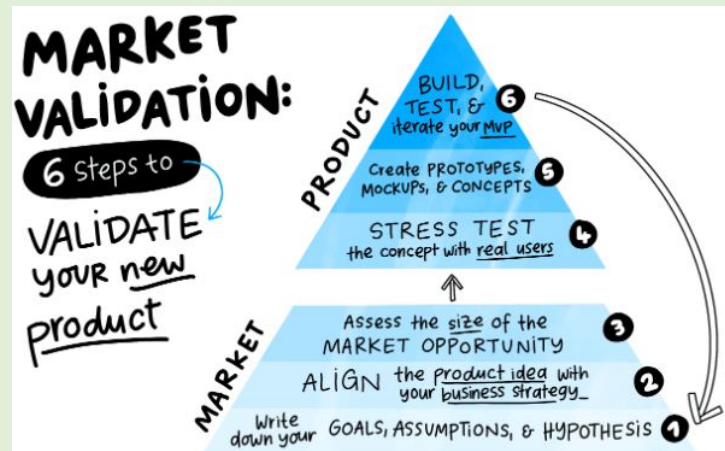 MARKET
VALIDATION:
6 Steps to
VALIDATE
your new
product
PRODUCT
BUILD,
TEST, &
iterate your MVP
6
Create PROTOTYPES,
MOCKUPS, & CONCEPTS
5
STRESS TEST
the concept with real users
4
MARKET
Assess the size of the
MARKET OPPORTUNITY
3
ALIGN the product idea with
your business strategy_
2
Write
down your GOALS, ASSUMPTIONS, & HYPOTHESIS
1